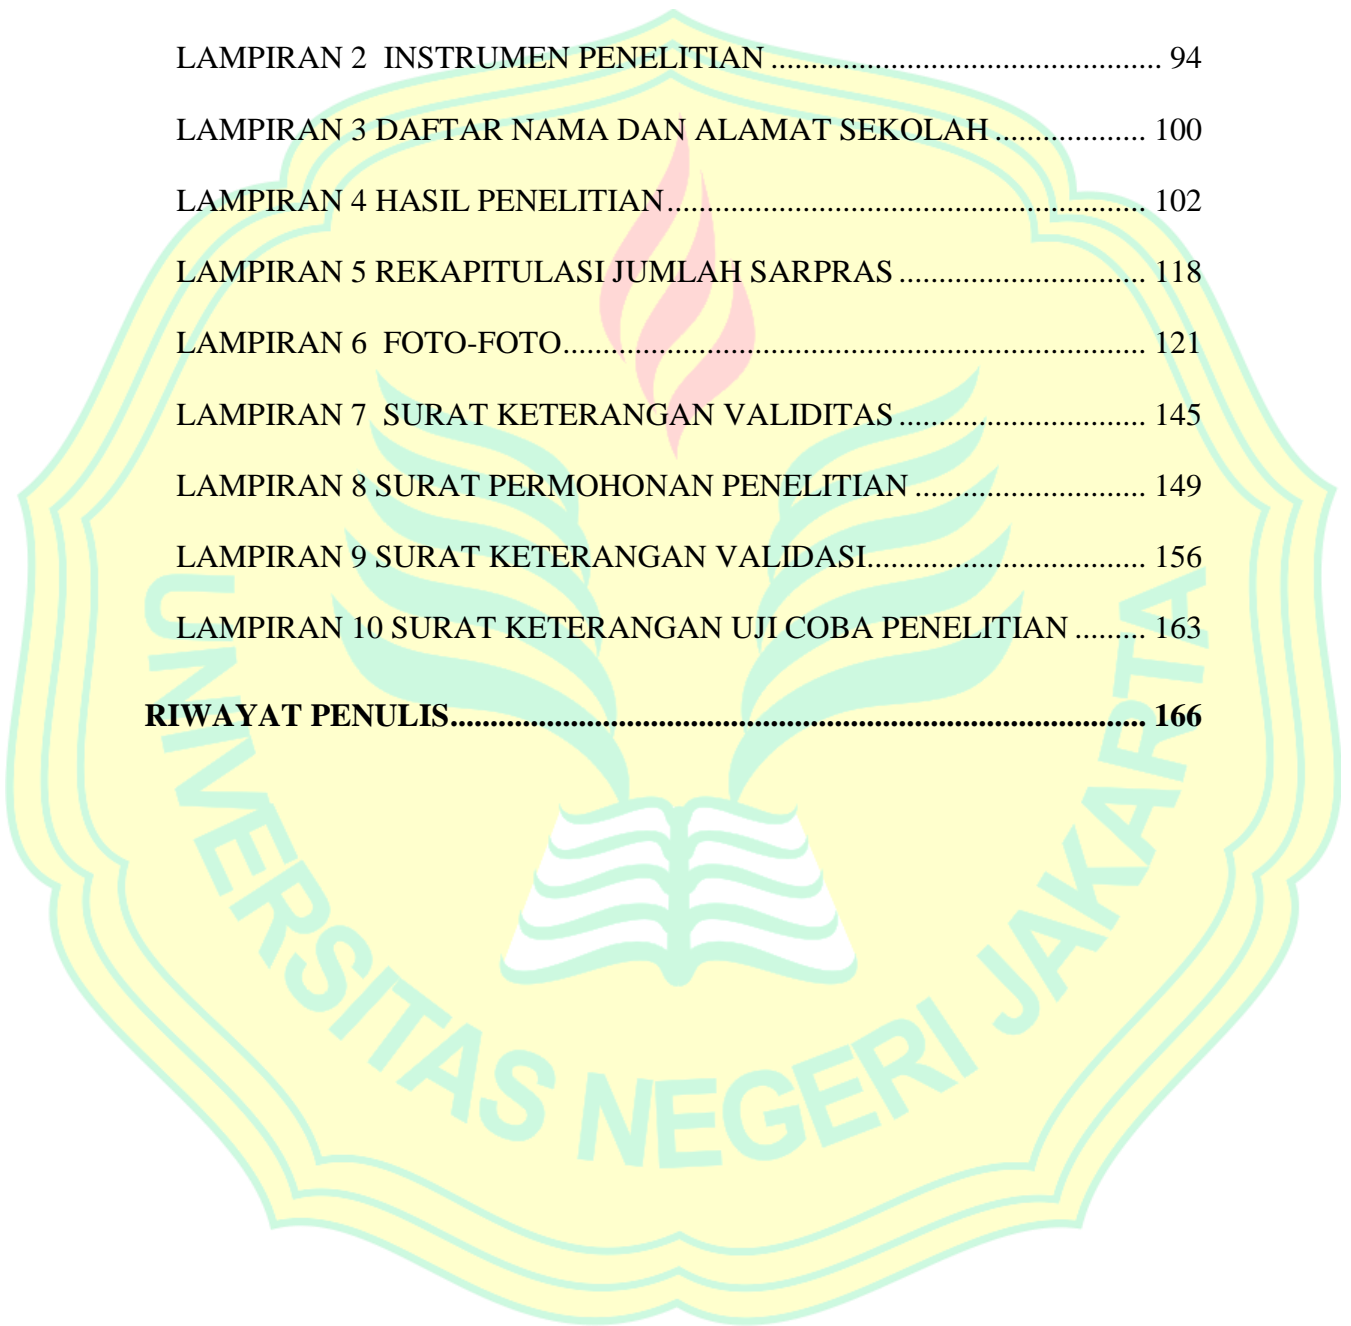 LAMPIRAN 2  INSTRUMEN PENELITIAN .......................................... 94
LAMPIRAN 3 DAFTAR NAMA DAN ALAMAT SEKOLAH ................ 100
LAMPIRAN 4 HASIL PENELITIAN................................................... 102
LAMPIRAN 5 REKAPITULASI JUMLAH SARPRAS .......................... 118
LAMPIRAN 6  FOTO-FOTO.............................................................. 121
LAMPIRAN 7  SURAT KETERANGAN VALIDITAS .......................... 145
LAMPIRAN 8 SURAT PERMOHONAN PENELITIAN ........................ 149
LAMPIRAN 9 SURAT KETERANGAN VALIDASI.............................. 156
LAMPIRAN 10 SURAT KETERANGAN UJI COBA PENELITIAN ......... 163
RIWAYAT PENULIS.......................................................................... 166
UNIVERSITAS NEGERI JAKARTA